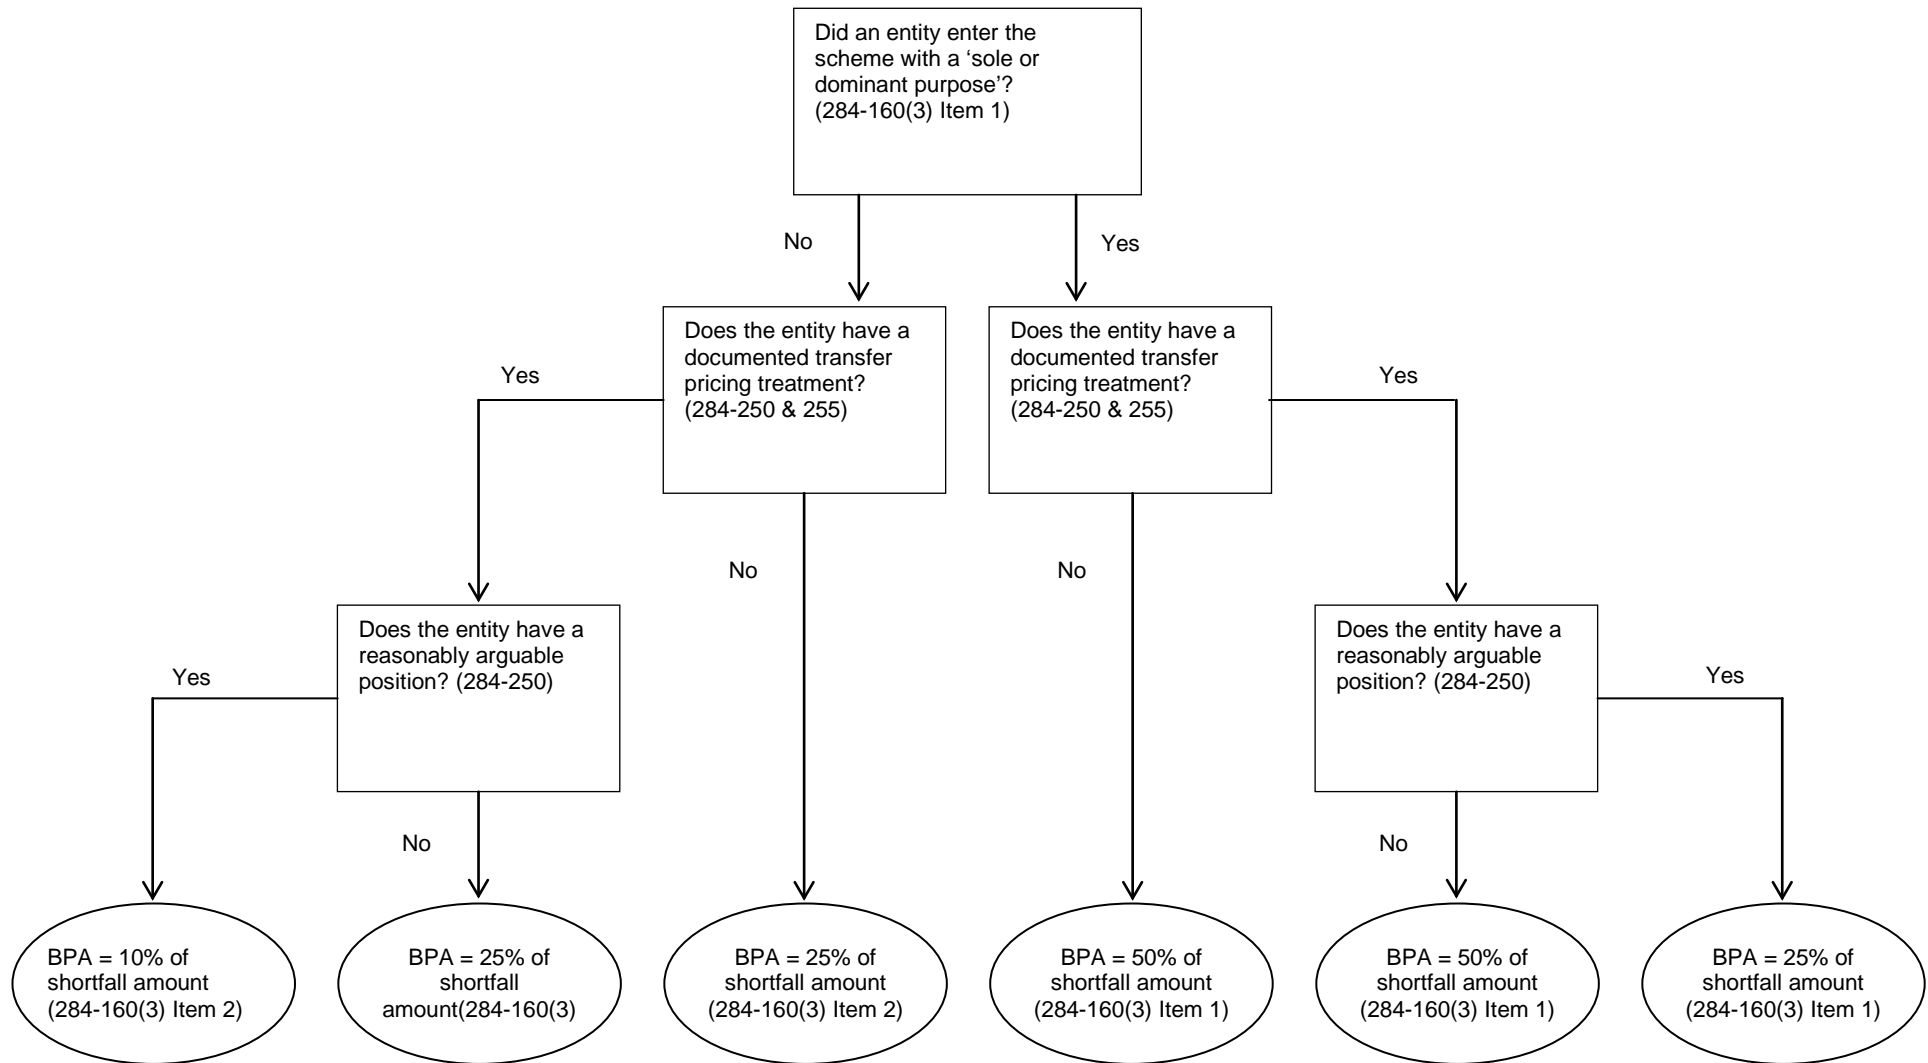 Did an entity enter the
scheme with a ‘sole or
dominant purpose’?
(284-160(3) Item 1)
No
Yes
Does the entity have a
documented transfer
pricing treatment?
(284-250 & 255)
Does the entity have a
documented transfer
pricing treatment?
(284-250 & 255)
Yes
Yes
No
No
Does the entity have a
reasonably arguable
position? (284-250)
Does the entity have a
reasonably arguable
position? (284-250)
Yes
Yes
No
No
BPA = 10% of
shortfall amount
(284-160(3) Item 2)
BPA = 25% of
shortfall
amount(284-160(3)
BPA = 25% of
shortfall amount
(284-160(3) Item 2)
BPA = 50% of
shortfall amount
(284-160(3) Item 1)
BPA = 50% of
shortfall amount
(284-160(3) Item 1)
BPA = 25% of
shortfall amount
(284-160(3) Item 1)